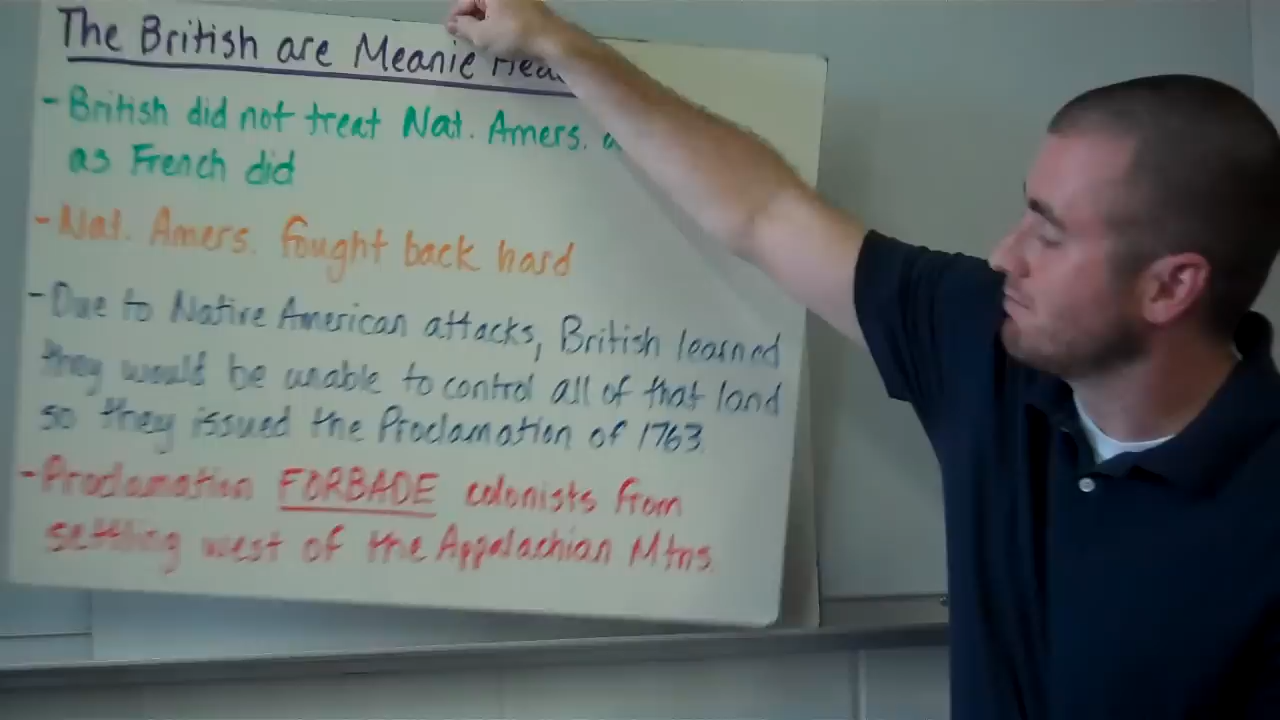 The British are Meanie Hea
- British did not treat Nat. Amers.
as French did
- Nat. Amers. fought back hard
- Due to Native American attacks, British learned
they would be unable to control all of that land
so they issued the Proclamation of 1763.
- Proclamation FORBADE colonists from
settling west of the Appalachian Mtns.